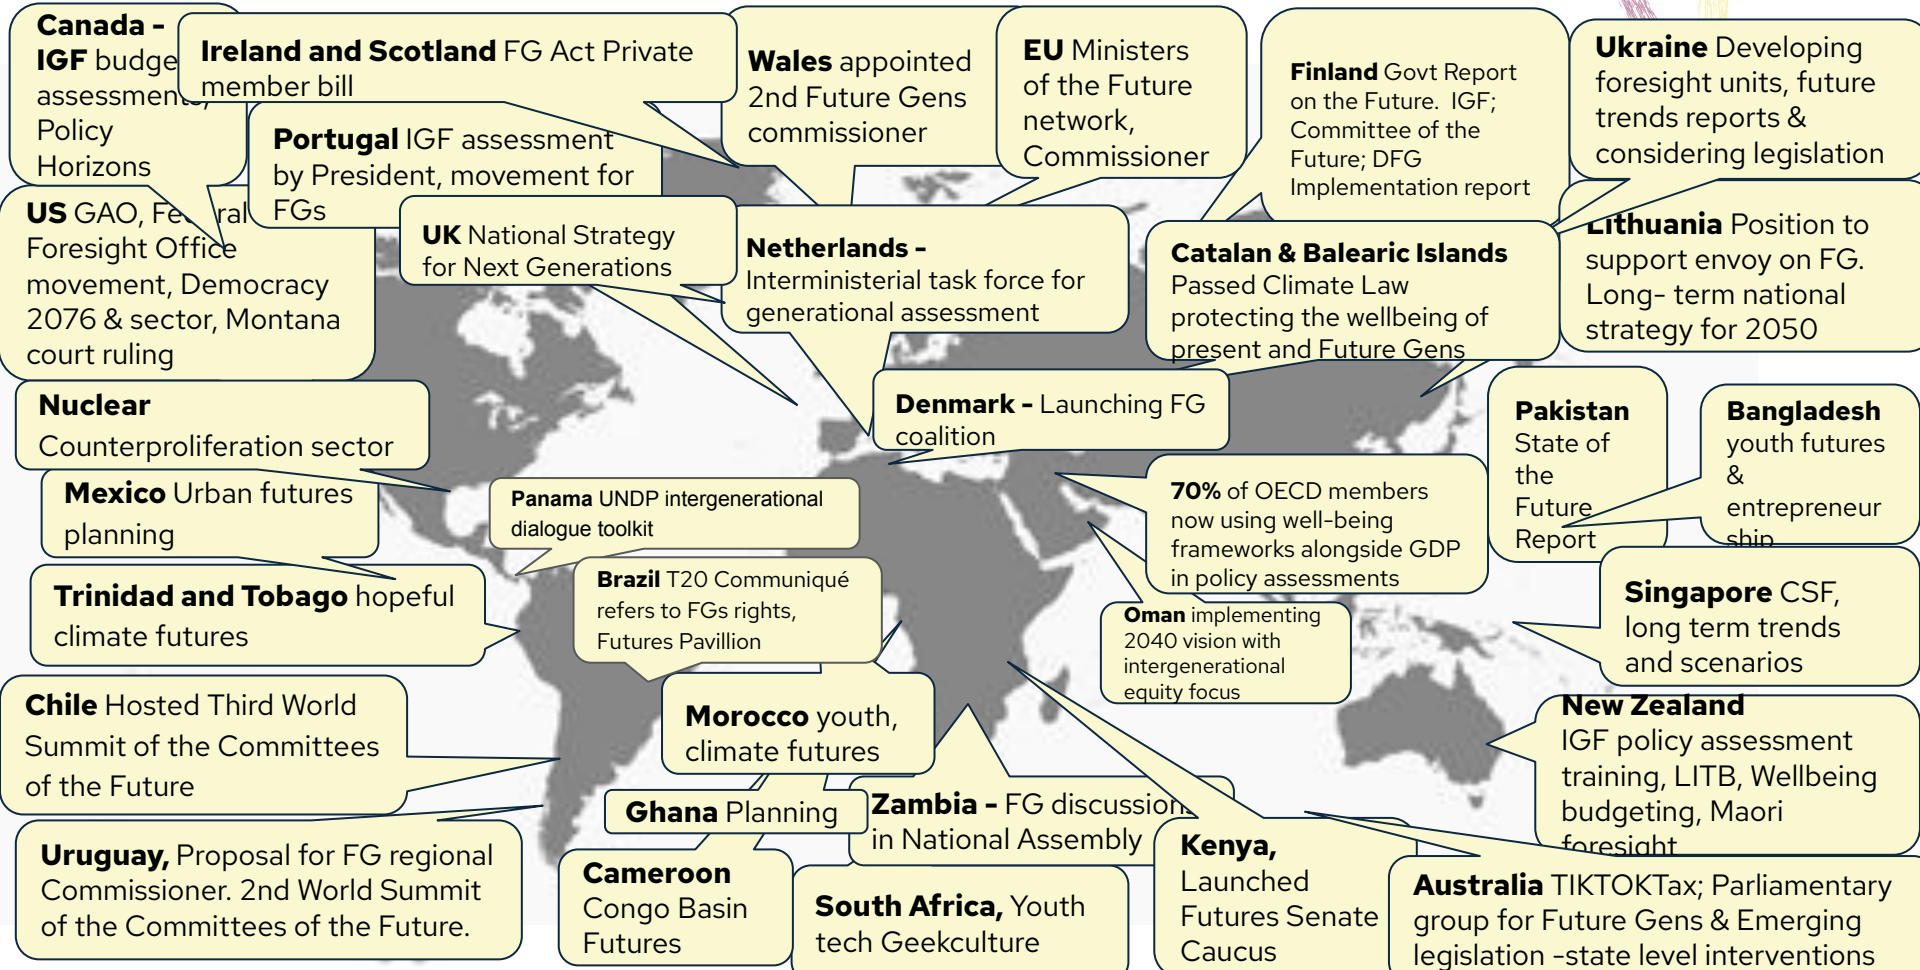 Canada -
IGF budge
assessments,
Policy
Horizons
Ireland and Scotland FG Act Private
member bill
Portugal IGF assessment
by President, movement for
FGs
Wales appointed
2nd Future Gens
commissioner
EU Ministers
of the Future
network,
Commissioner
Finland Govt Report
on the Future. IGF;
Committee of the
Future; DFG
Implementation report
Ukraine Developing
foresight units, future
trends reports &
considering legislation
US GAO, Federal
Foresight Office
movement, Democracy
2076 & sector, Montana
court ruling
UK National Strategy
for Next Generations
Netherlands -
Interministerial task force for
generational assessment
Catalan & Balearic Islands
Passed Climate Law
protecting the wellbeing of
present and Future Gens
Lithuania Position to
support envoy on FG.
Long- term national
strategy for 2050
Nuclear
Counterproliferation sector
Denmark - Launching FG
coalition
Pakistan
State of
the
Future
Report
Bangladesh
youth futures
&
entrepreneur
ship
Mexico Urban futures
planning
Panama UNDP intergenerational
dialogue toolkit
70% of OECD members
now using well-being
frameworks alongside GDP
in policy assessments
Trinidad and Tobago hopeful
climate futures
Brazil T20 Communiqué
refers to FGs rights,
Futures Pavillion
Oman implementing
2040 vision with
intergenerational
equity focus
Singapore CSF,
long term trends
and scenarios
Chile Hosted Third World
Summit of the Committees
of the Future
Morocco youth,
climate futures
New Zealand
IGF policy assessment
training, LITB, Wellbeing
budgeting, Maori
foresight
Ghana Planning
Zambia - FG discussions
in National Assembly
Uruguay, Proposal for FG regional
Commissioner. 2nd World Summit
of the Committees of the Future.
Cameroon
Congo Basin
Futures
South Africa, Youth
tech Geekculture
Kenya,
Launched
Futures Senate
Caucus
Australia TIKTOKTax; Parliamentary
group for Future Gens & Emerging
legislation -state level interventions